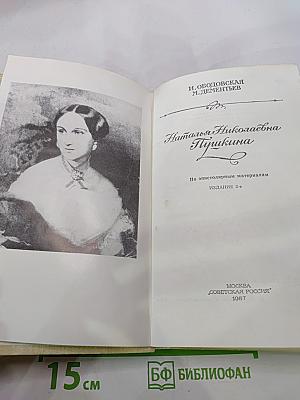 И. ОБОДОВСКАЯ
М. ДЕМЕНТЬЕВ
Наталья Николаевна
Пушкина
По эпистолярным материалам
ИЗДАНИЕ 2-е
МОСКВА
„СОВЕТСКАЯ РОССИЯ"
1987
15 см
БФ БИБЛИОФАН